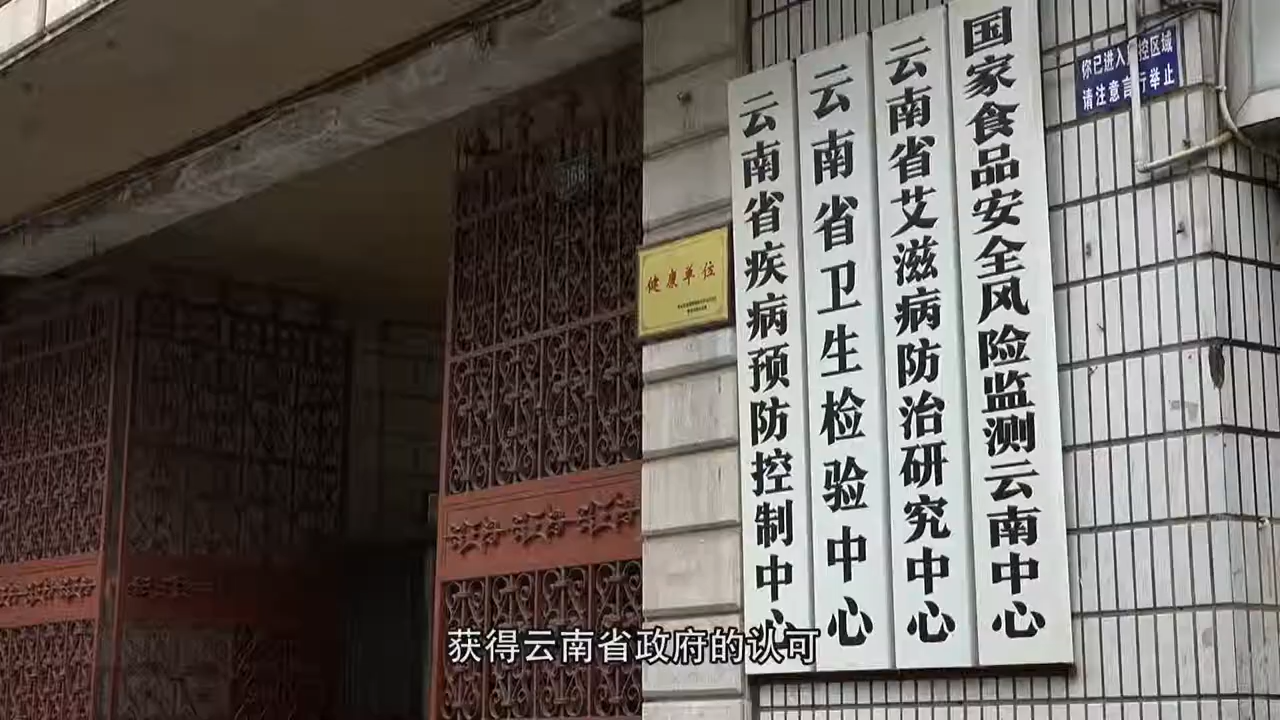 云南省疾病预防控制中心
云南省卫生检验中心
云南省艾滋病防治研究中心
国家食品安全风险监测云南中心
健康单位
你已进入 控区域
请注意言行举止
168
获得云南省政府的认可